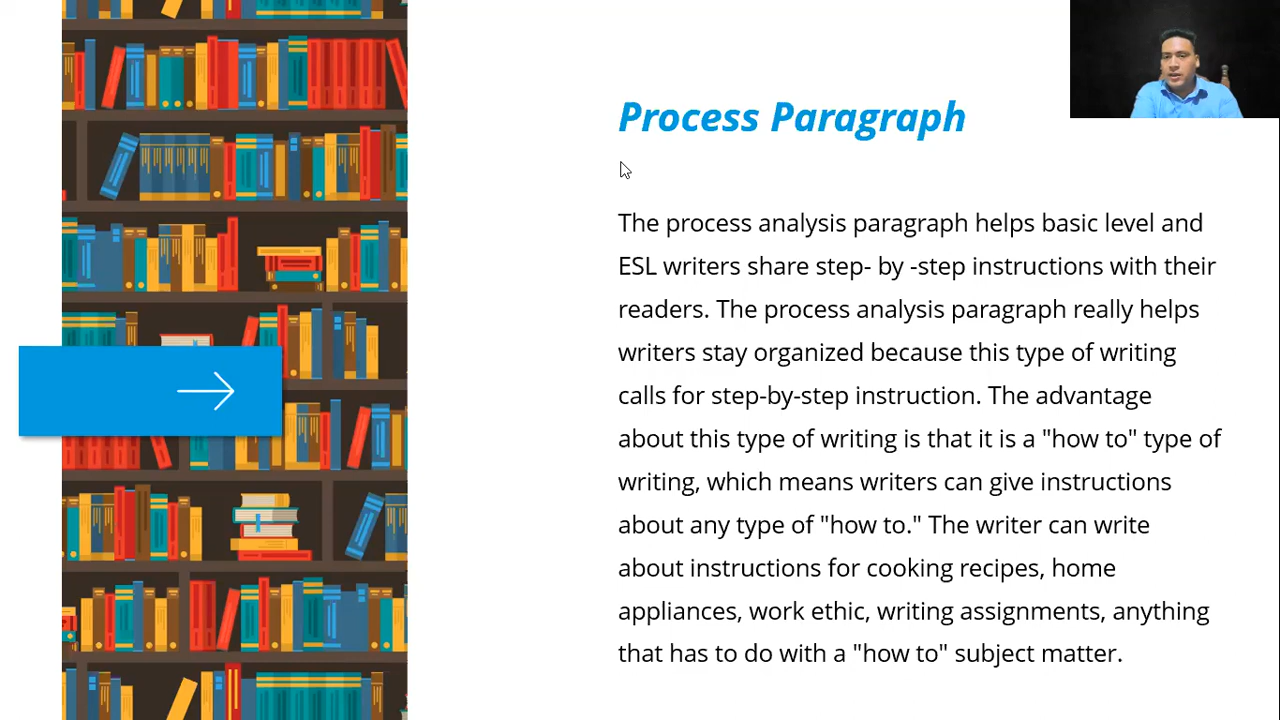 Process Paragraph
The process analysis paragraph helps basic level and
ESL writers share step- by -step instructions with their
readers. The process analysis paragraph really helps
writers stay organized because this type of writing
calls for step-by-step instruction. The advantage
about this type of writing is that it is a "how to" type of
writing, which means writers can give instructions
about any type of "how to." The writer can write
about instructions for cooking recipes, home
appliances, work ethic, writing assignments, anything
that has to do with a "how to" subject matter.